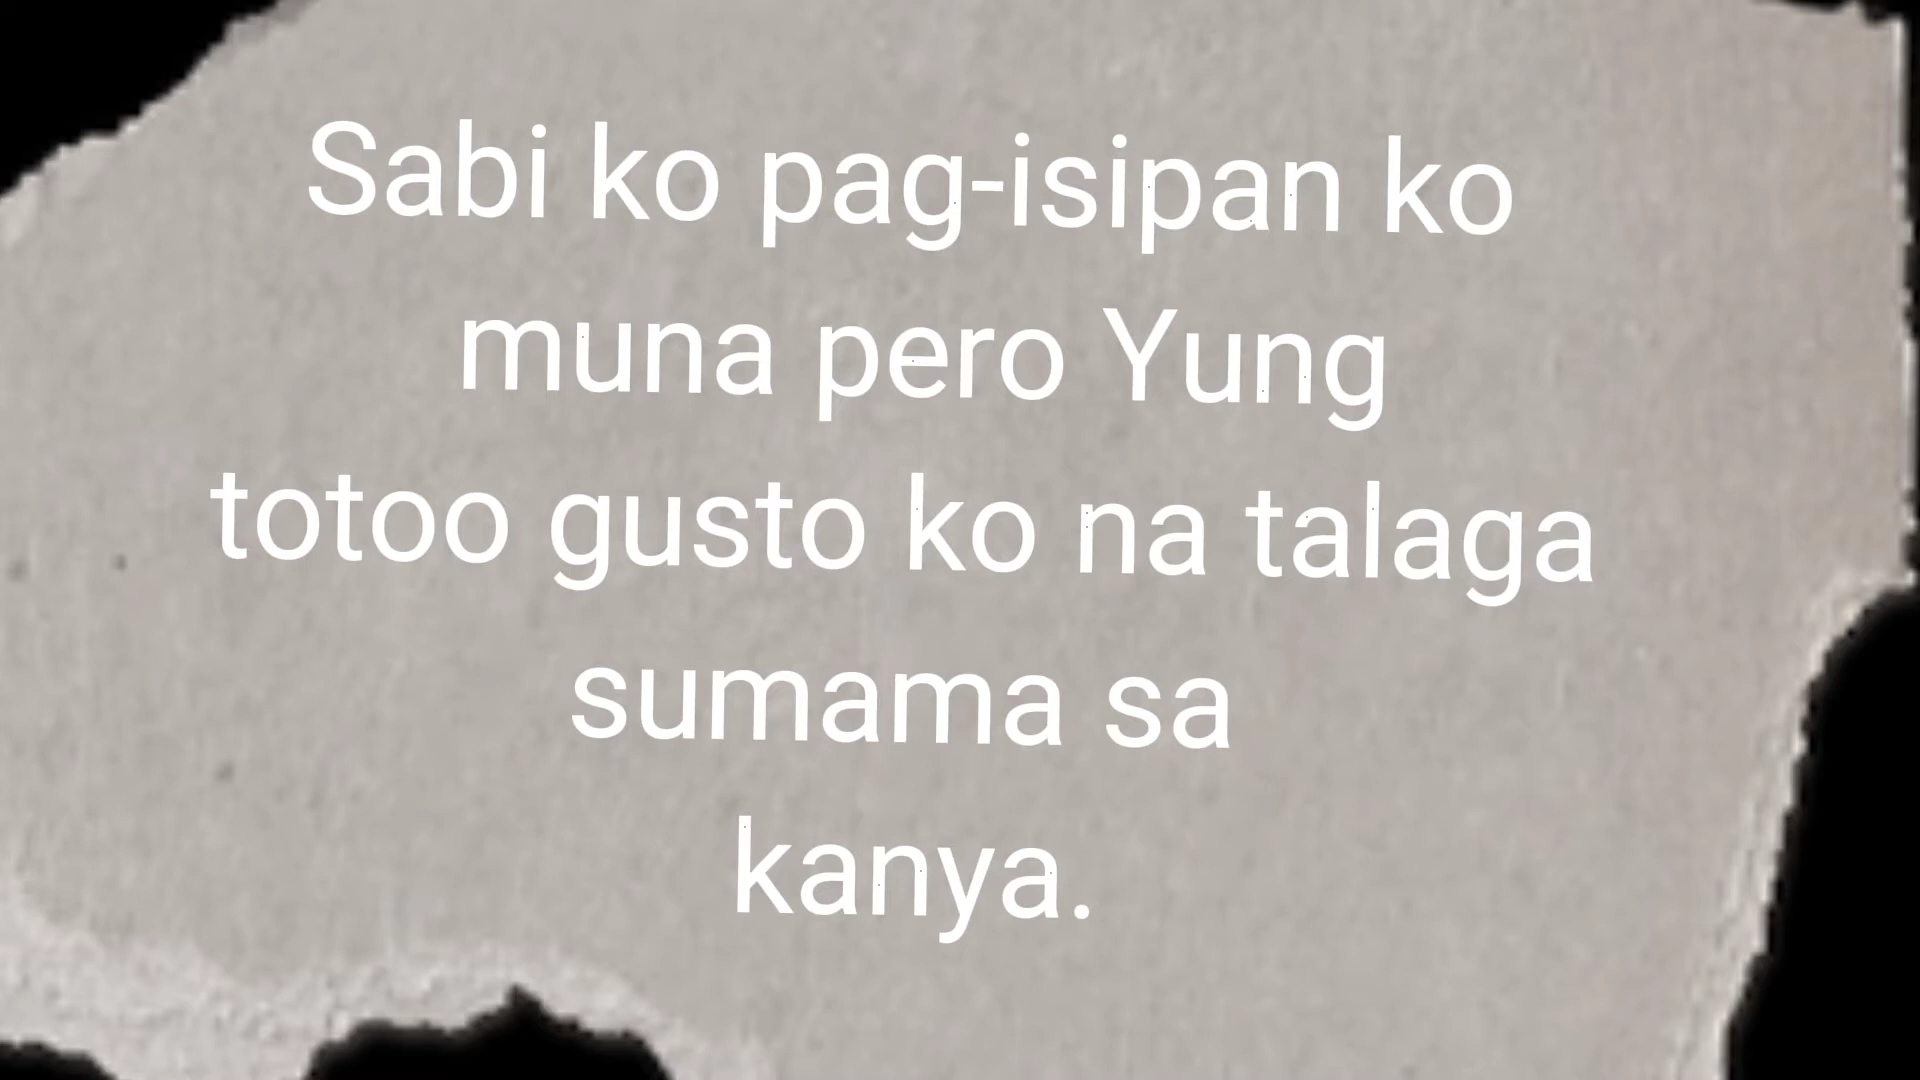 Sabi ko pag-isipan ko
muna pero Yung
totoo gusto ko na talaga
sumama sa
kanya.